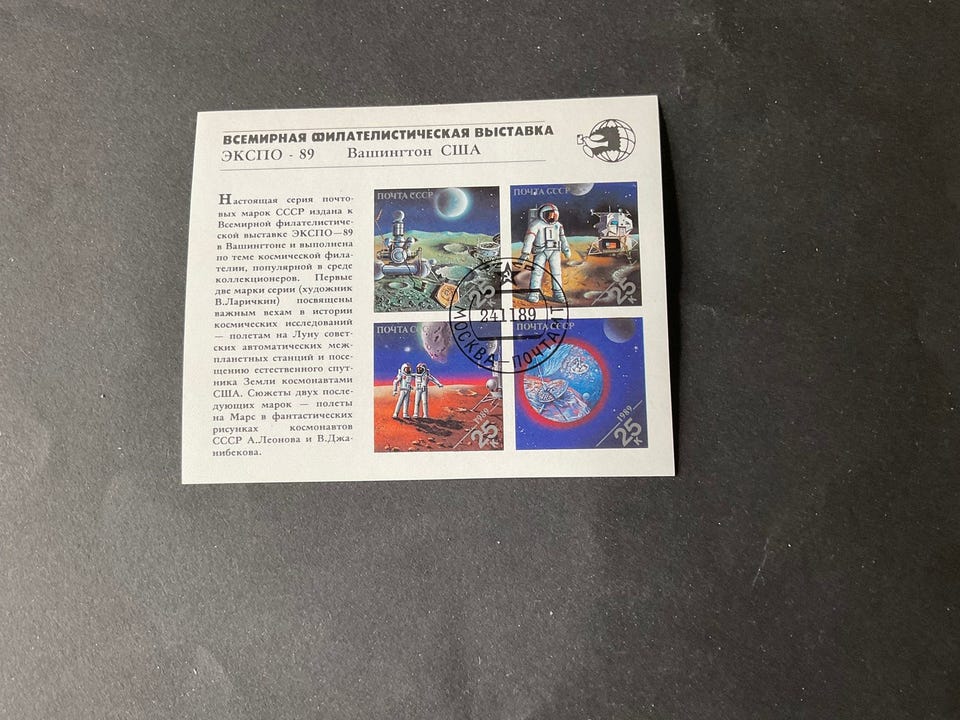 ВСЕМИРНАЯ ФИЛАТЕЛИСТИЧЕСКАЯ ВЫСТАВКА
ЭКСПО - 89 Вашингтон США
Настоящая серия почто-
вых марок СССР издана к
Всемирной филателистиче-
ской выставке ЭКСПО—89
в Вашингтоне и выполнена
по теме космической фила-
телии, популярной в среде
коллекционеров. Первые
две марки серии (художник
В.Ларичкин) посвящены
важным вехам в истории
космических исследований
— полетам на Луну совет-
ских автоматических меж-
планетных станций и посе-
щению естественного спут-
ника Земли космонавтами
США. Сюжеты двух после-
дующих марок — полеты
на Марс в фантастических
рисунках космонавтов
СССР А.Леонова и В.Джа-
нибекова.
ПОЧТА СССР
25
ПОЧТА СССР
25 К
ПОЧТА СССР
1989
25 К
ПОЧТА СССР
1989
25 К
24.11.89
МОСКВА — ПОЧТАМТ